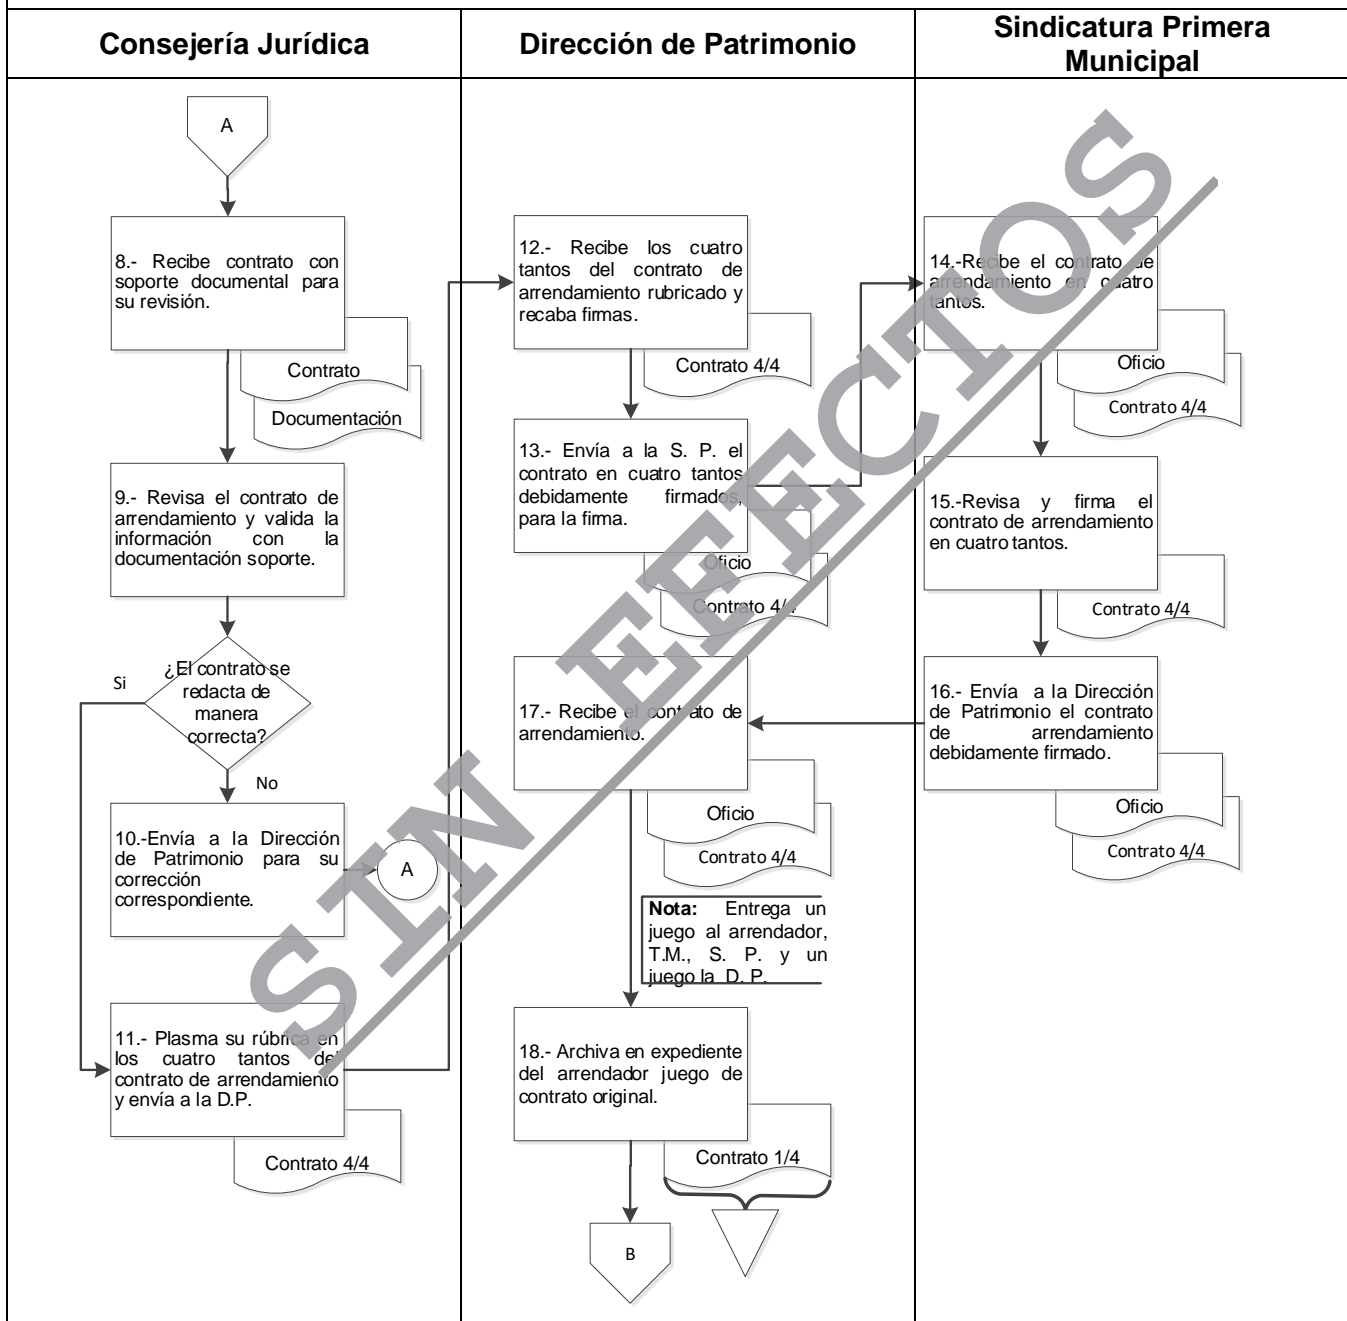 Consejería Jurídica
Dirección de Patrimonio
Sindicatura Primera
Municipal
A
8.- Recibe contrato con
soporte documental para
su revisión.
Contrato
Documentación
9.- Revisa el contrato de
arrendamiento y valida la
información con la
documentación soporte.
¿El contrato se
redacta de
manera
correcta?
Si
No
10.-Envía a la Dirección
de Patrimonio para su
corrección
correspondiente.
A
11.- Plasma su rúbrica en
los cuatro tantos del
contrato de arrendamiento
y envía a la D.P.
Contrato 4/4
12.- Recibe los cuatro
tantos del contrato de
arrendamiento rubricado y
recaba firmas.
Contrato 4/4
13.- Envía a la S. P. el
contrato en cuatro tantos
debidamente firmados,
para la firma.
Oficio
Contrato 4/4
17.- Recibe el contrato de
arrendamiento.
Oficio
Contrato 4/4
Nota: Entrega un
juego al arrendador,
T.M., S. P. y un
juego la D. P.
18.- Archiva en expediente
del arrendador juego de
contrato original.
Contrato 1/4
B
14.-Recibe el contrato de
arrendamiento en cuatro
tantos.
Oficio
Contrato 4/4
15.-Revisa y firma el
contrato de arrendamiento
en cuatro tantos.
Contrato 4/4
16.- Envía a la Dirección
de Patrimonio el contrato
de arrendamiento
debidamente firmado.
Oficio
Contrato 4/4
SIN EFECTOS